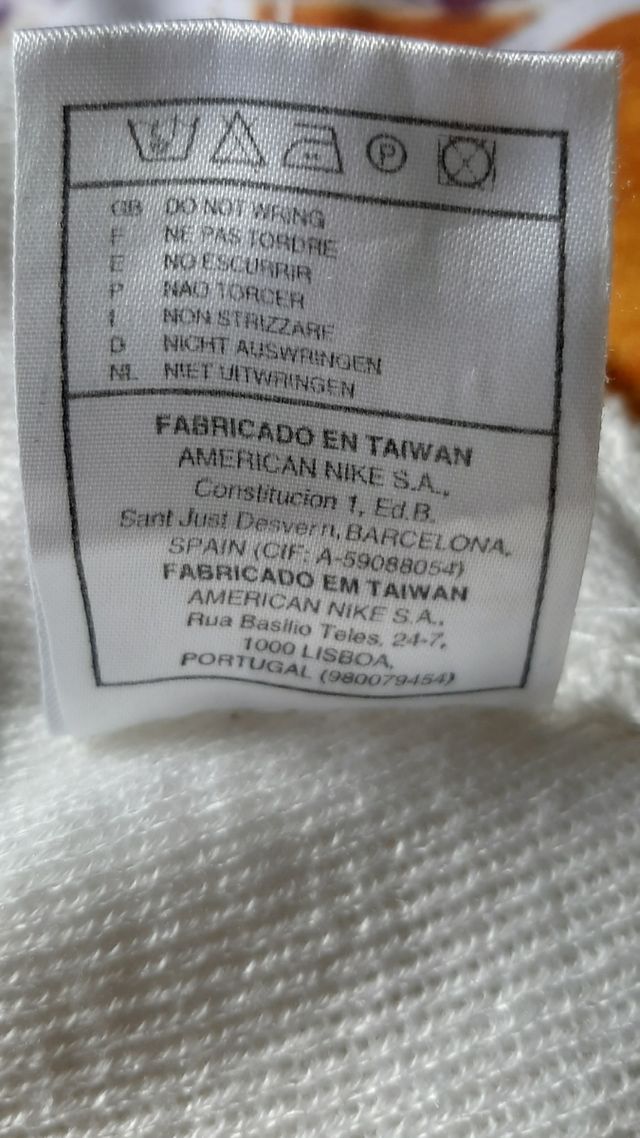 P
GB DO NOT WRING
F NE PAS TORDRE
E NO ESCURRIR
P NAO TORCER
I NON STRIZZARE
D NICHT AUSWRINGEN
NL NIET UITWRINGEN
FABRICADO EN TAIWAN
AMERICAN NIKE S.A.,
Constitucion 1, Ed.B.
Sant Just Desvern, BARCELONA,
SPAIN (CIF: A-59088054)
FABRICADO EM TAIWAN
AMERICAN NIKE S.A.,
Rua Basilio Teles, 24-7,
1000 LISBOA,
PORTUGAL (980079454)